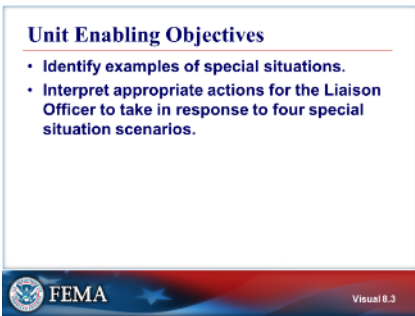 Unit Enabling Objectives
• Identify examples of special situations.
• Interpret appropriate actions for the Liaison
Officer to take in response to four special
situation scenarios.
FEMA
Visual 8.3